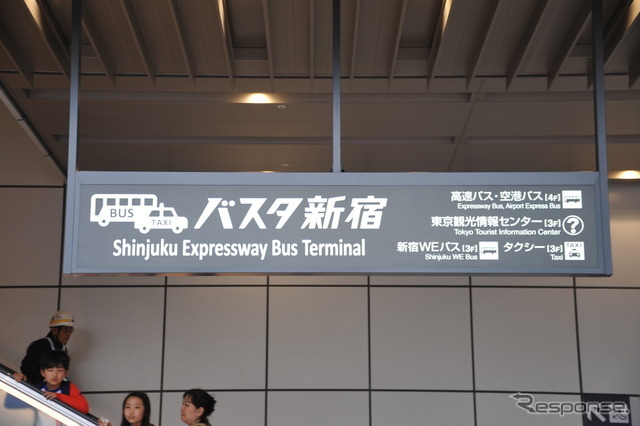 BUS
TAXI
バスタ新宿
Shinjuku Expressway Bus Terminal
高速バス・空港バス [4F]
Expressway Bus, Airport Express Bus
東京観光情報センター [3F]
Tokyo Tourist Information Center
?
新宿WEバス [3F]
Shinjuku WE Bus
タクシー [3F]
TAXI
Taxi
Response.